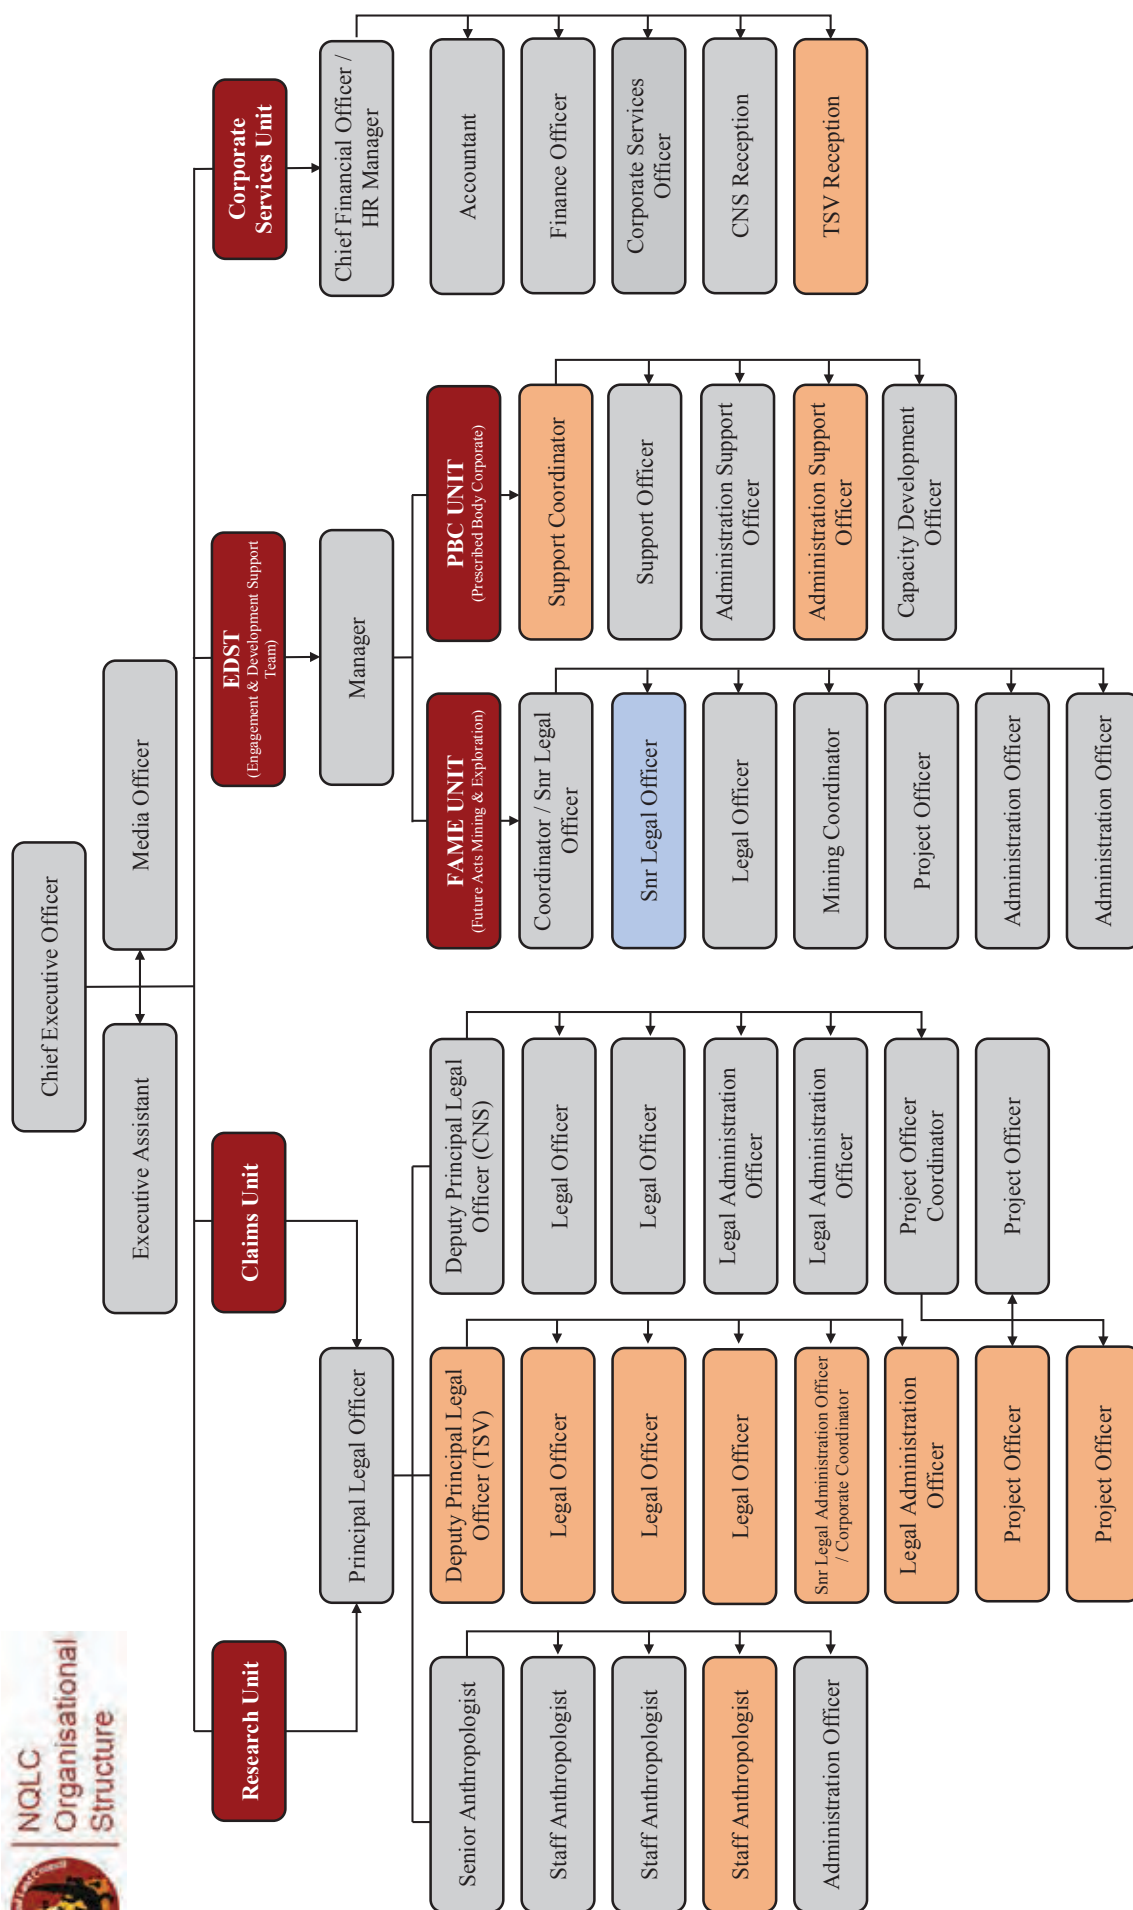 NQLC
Organisational
Structure
Land Council
Chief Executive Officer
Executive Assistant
Media Officer
Research Unit
Claims Unit
EDST
(Engagement & Development Support
Team)
Corporate
Services Unit
Principal Legal Officer
Manager
Chief Financial Officer /
HR Manager
FAME UNIT
(Future Acts Mining & Exploration)
PBC UNIT
(Prescribed Body Corporate)
Senior Anthropologist
Staff Anthropologist
Staff Anthropologist
Staff Anthropologist
Administration Officer
Deputy Principal Legal
Officer (TSV)
Legal Officer
Legal Officer
Legal Officer
Snr Legal Administration Officer
/ Corporate Coordinator
Legal Administration
Officer
Project Officer
Project Officer
Deputy Principal Legal
Officer (CNS)
Legal Officer
Legal Officer
Legal Administration
Officer
Legal Administration
Officer
Project Officer
Coordinator
Project Officer
Coordinator / Snr Legal
Officer
Snr Legal Officer
Legal Officer
Mining Coordinator
Project Officer
Administration Officer
Administration Officer
Support Coordinator
Support Officer
Administration Support
Officer
Administration Support
Officer
Capacity Development
Officer
Accountant
Finance Officer
Corporate Services
Officer
CNS Reception
TSV Reception